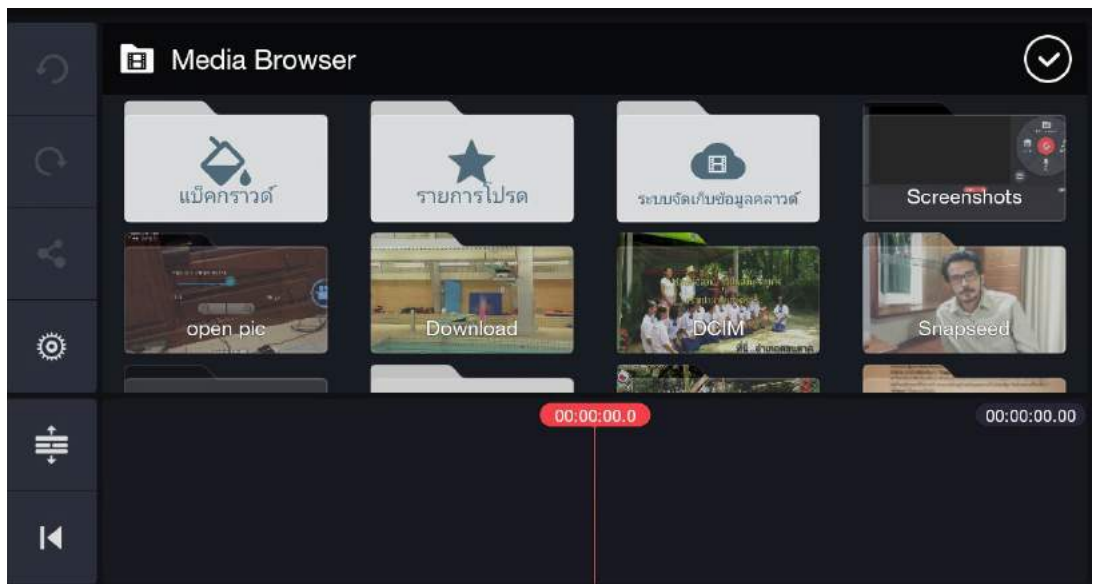 Media Browser
แบ็คกราวด์
รายการโปรด
ระบบจัดเก็บข้อมูลคลาวด์
Screenshots
open pic
Download
DCIM
Snapseed
00:00:00.0
00:00:00.00